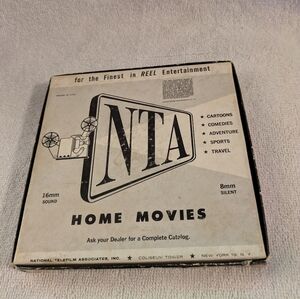 for the Finest in REEL Entertainment
NTA
★ CARTOONS
★ COMEDIES
★ ADVENTURE
★ SPORTS
★ TRAVEL
16mm
SOUND
8mm
SILENT
HOME MOVIES
Ask your Dealer for a Complete Catalog.
NATIONAL TELEFILM ASSOCIATES, INC. ★ COLISEUM TOWER ★ NEW YORK 19, N. Y.